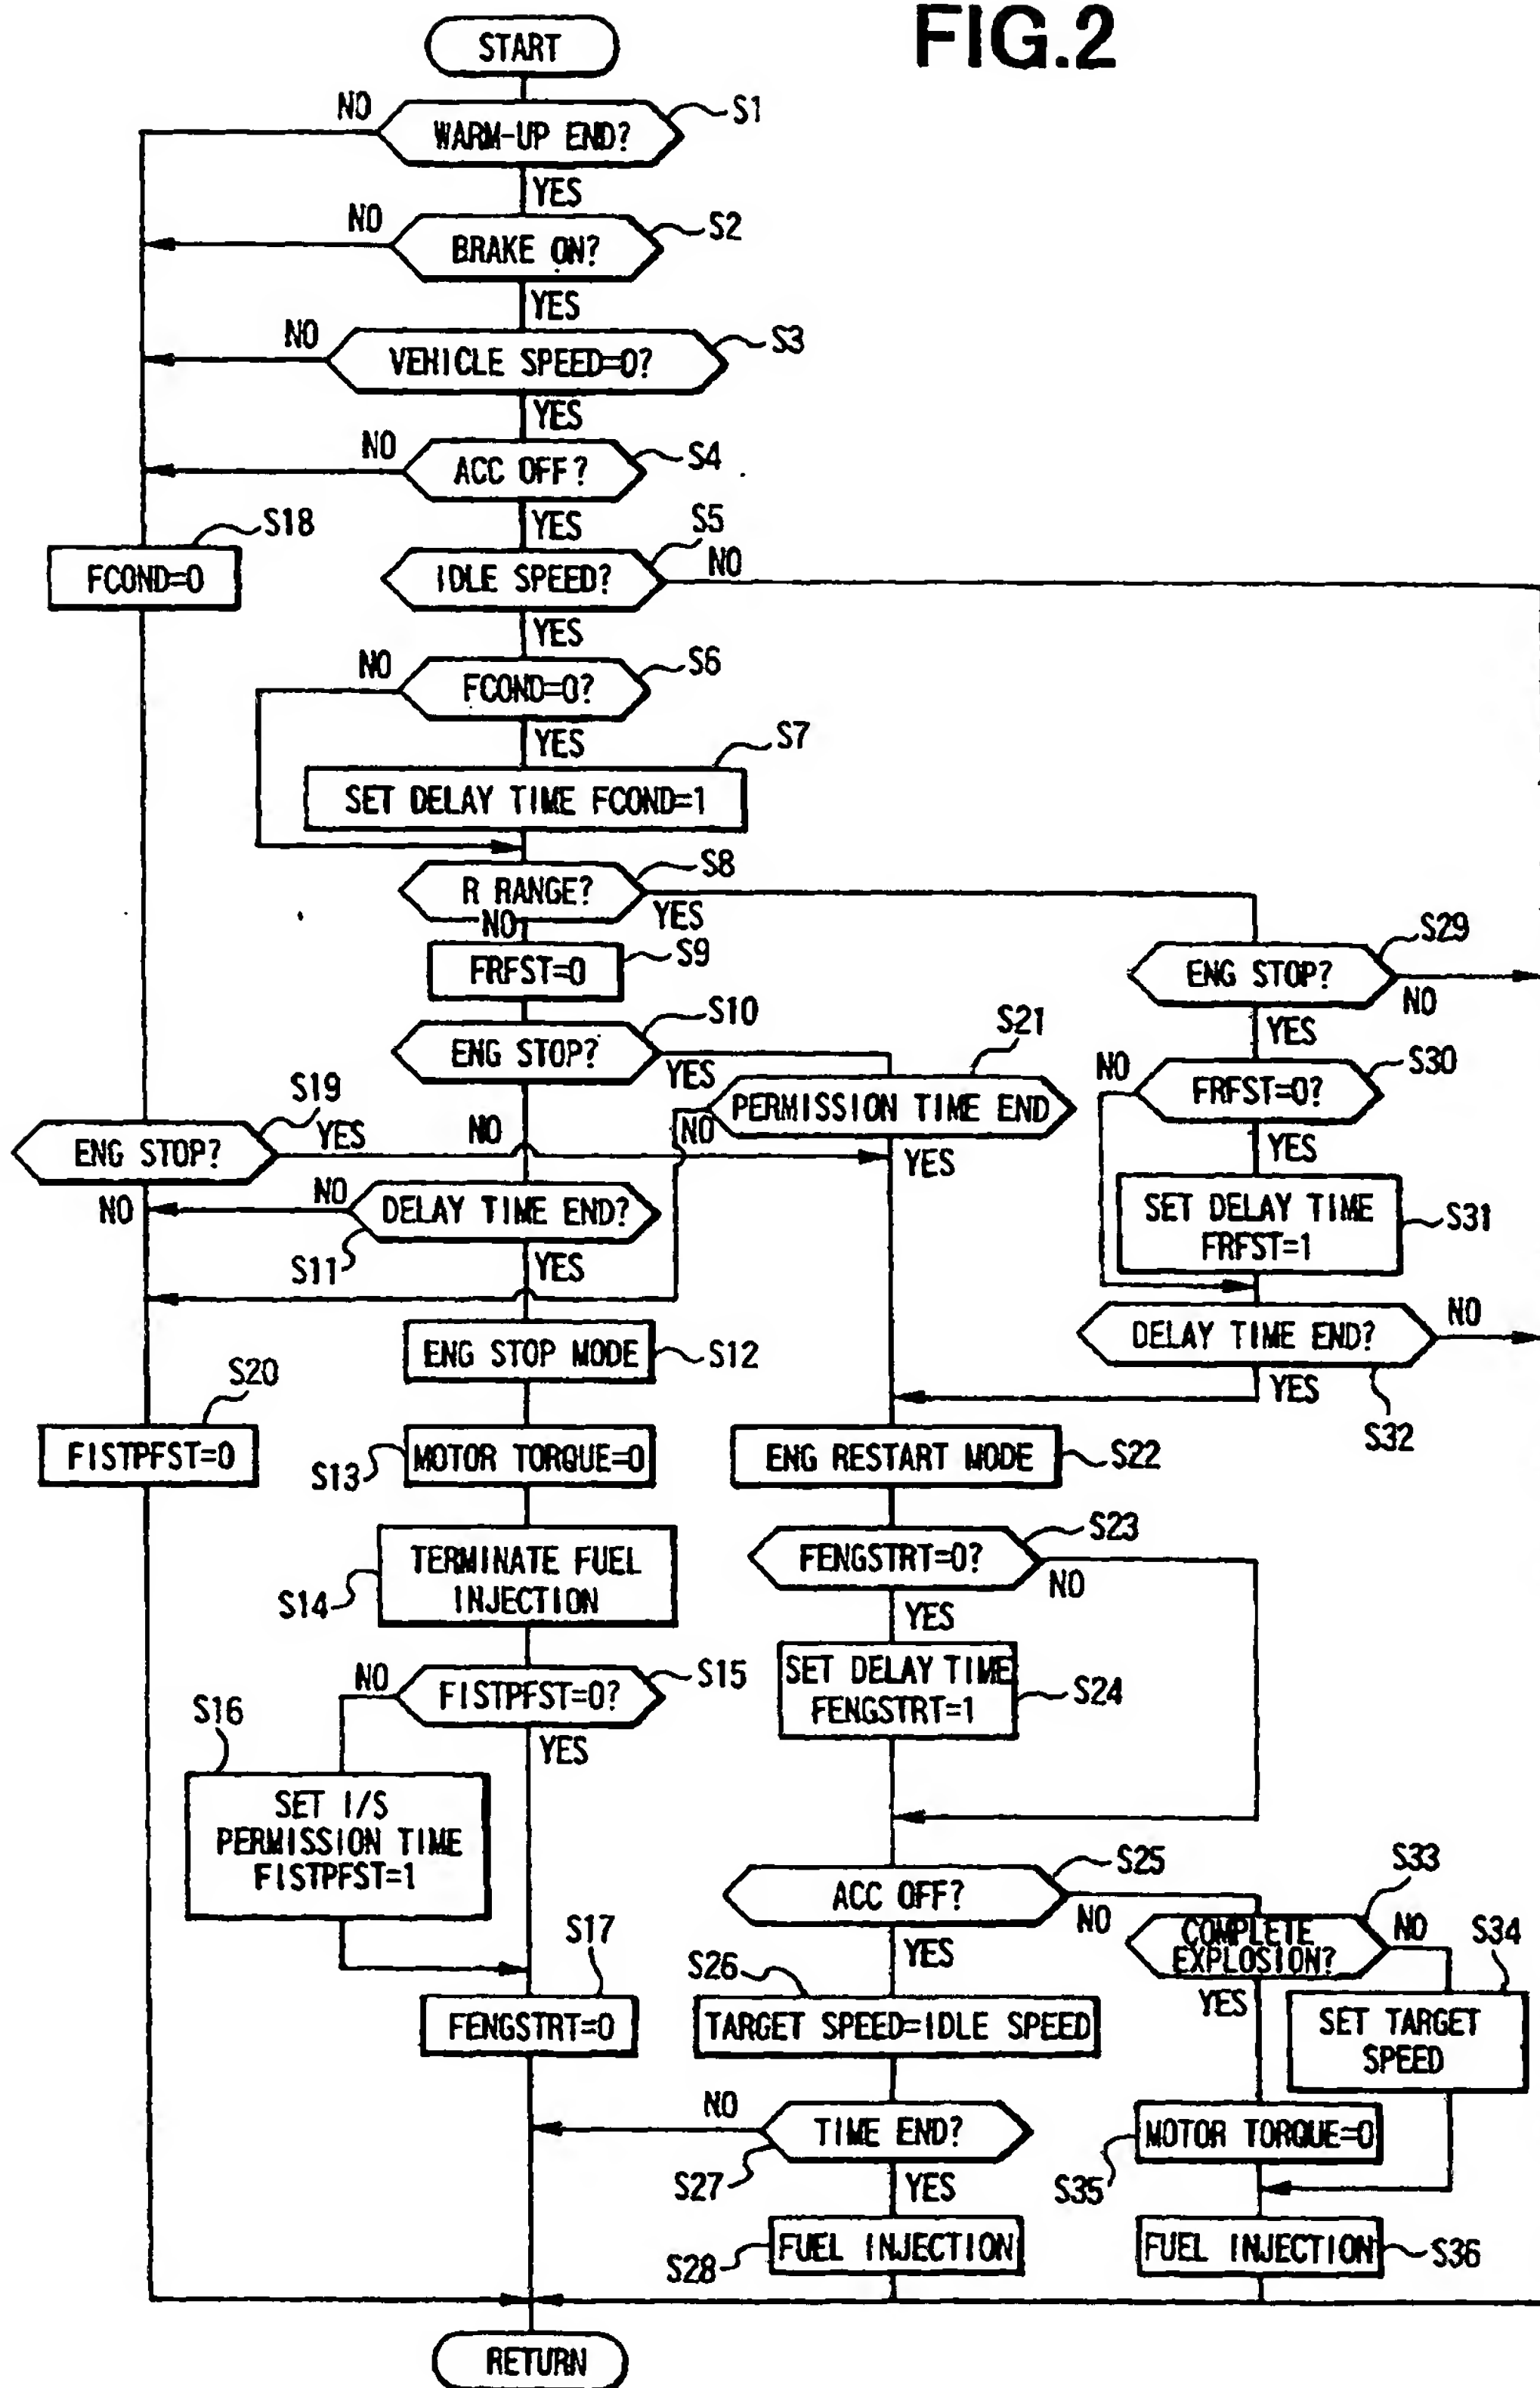 FIG.2
START
NO
WARM-UP END?
S1
YES
NO
BRAKE ON?
S2
YES
NO
VEHICLE SPEED=0?
S3
YES
NO
ACC OFF?
S4
YES
S18
FCOND=0
S5
IDLE SPEED?
NO
YES
NO
FCOND=0?
S6
YES
S7
SET DELAY TIME FCOND=1
S8
R RANGE?
YES
NO
S9
FRFST=0
S29
ENG STOP?
NO
YES
S10
ENG STOP?
YES
NO
S21
PERMISSION TIME END
NO
YES
NO
FRFST=0?
S30
YES
S19
ENG STOP?
YES
NO
SET DELAY TIME
FRFST=1
S31
NO
DELAY TIME END?
S11
YES
DELAY TIME END?
NO
YES
S32
ENG STOP MODE
S12
S20
FISTPFST=0
S13
MOTOR TORQUE=0
ENG RESTART MODE
S22
TERMINATE FUEL
INJECTION
S14
FENGSTRT=0?
S23
NO
YES
NO
FISTPFST=0?
S15
YES
SET DELAY TIME
FENGSTRT=1
S24
S16
SET I/S
PERMISSION TIME
FISTPFST=1
ACC OFF?
S25
NO
YES
S33
COMPLETE
EXPLOSION?
NO
YES
S34
SET TARGET
SPEED
S17
FENGSTRT=0
S26
TARGET SPEED=IDLE SPEED
NO
TIME END?
S27
YES
MOTOR TORQUE=0
S35
S28
FUEL INJECTION
FUEL INJECTION
S36
RETURN